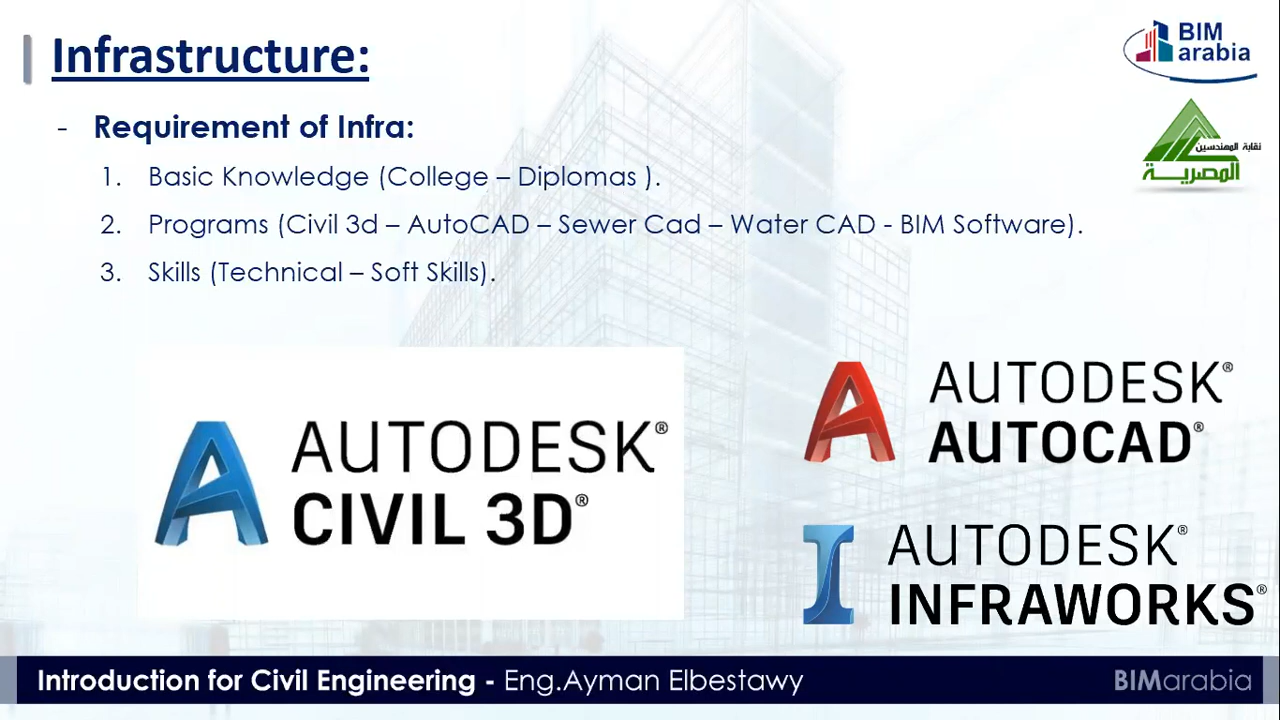 Infrastructure:
BIM
arabia
- Requirement of Infra:
نقابة المهندسين
المصرية
1. Basic Knowledge (College – Diplomas ).
2. Programs (Civil 3d – AutoCAD – Sewer Cad – Water CAD - BIM Software).
3. Skills (Technical – Soft Skills).
AUTODESK®
CIVIL 3D®
AUTODESK®
AUTOCAD®
AUTODESK®
INFRAWORKS®
Introduction for Civil Engineering - Eng.Ayman Elbestawy
BIMarabia